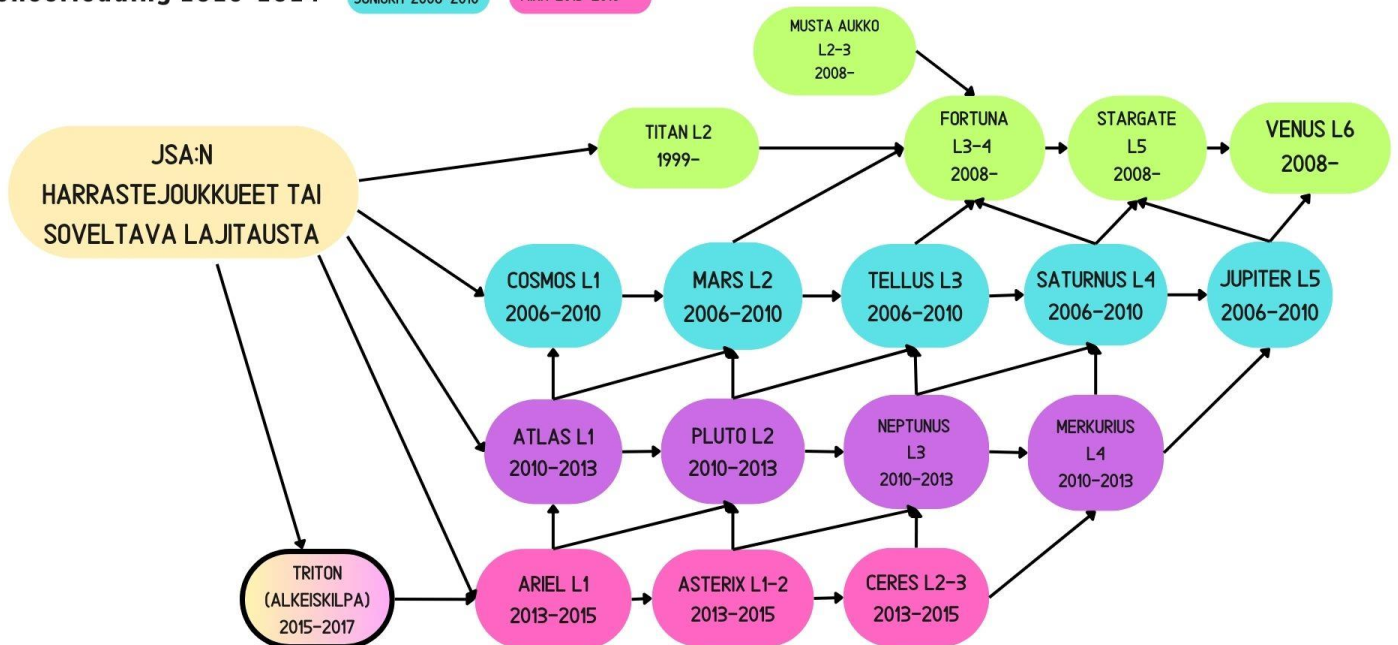 JUNIORIT 2006-2010
MUSTA AUKKO
L2-3
2008-
TITAN L2
1999-
FORTUNA
L3-4
2008-
STARGATE
L5
2008-
VENUS L6
2008-
JSA:N
HARRASTEJOUKKUEET TAI
SOVELTAVA LAJITAUSTA
COSMOS L1
2006-2010
MARS L2
2006-2010
TELLUS L3
2006-2010
SATURNUS L4
2006-2010
JUPITER L5
2006-2010
ATLAS L1
2010-2013
PLUTO L2
2010-2013
NEPTUNUS
L3
2010-2013
MERKURIUS
L4
2010-2013
TRITON
(ALKEISKILPA)
2015-2017
ARIEL L1
2013-2015
ASTERIX L1-2
2013-2015
CERES L2-3
2013-2015